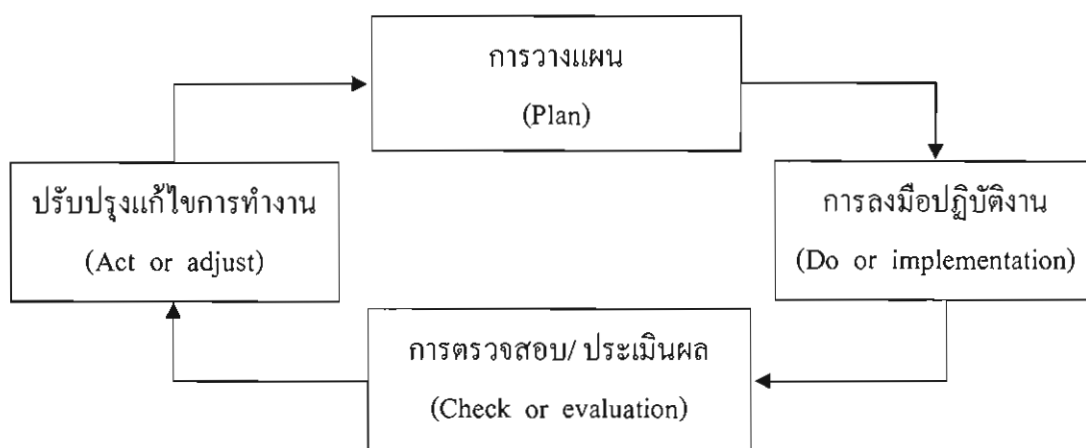 การวางแผน
(Plan)
ปรับปรุงแก้ไขการทำงาน
(Act or adjust)
การลงมือปฏิบัติงาน
(Do or implementation)
การตรวจสอบ/ ประเมินผล
(Check or evaluation)